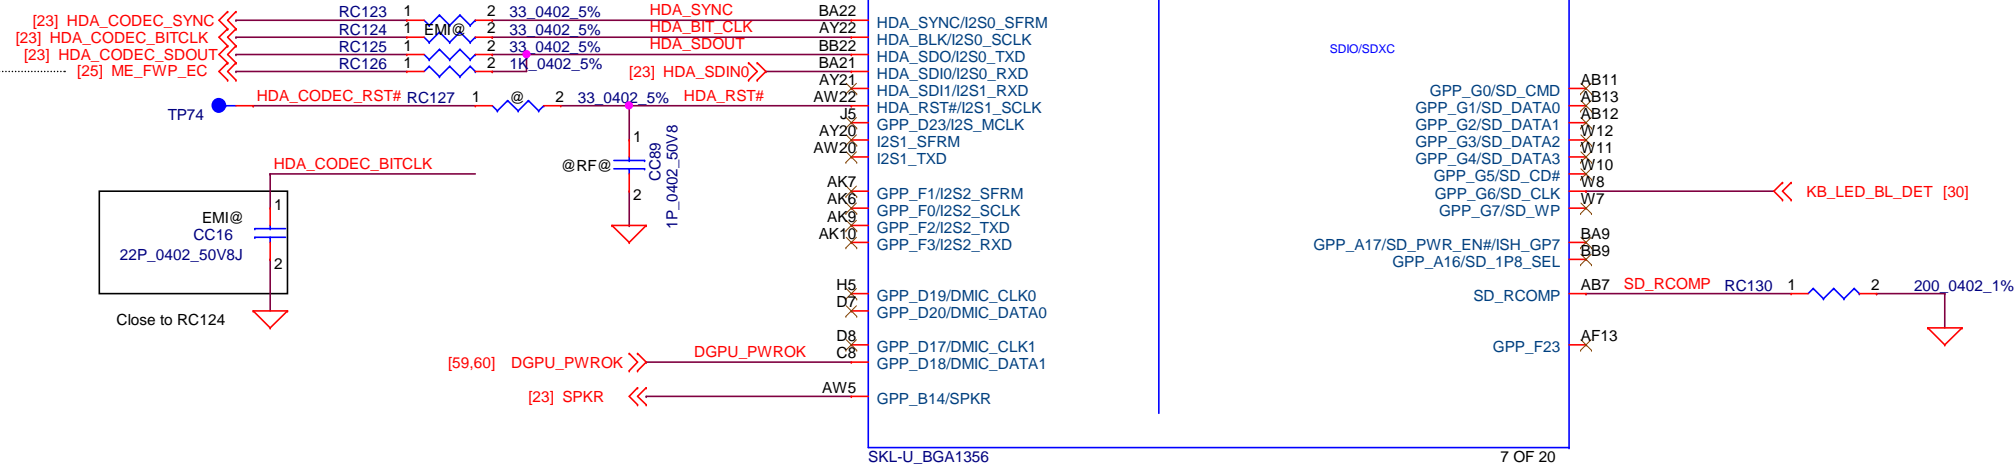 [23] HDA_CODEC_SYNC RC123 1 2 33_0402_5% HDA_SYNC BA22 HDA_SYNC/I2S0_SFRM
[23] HDA_CODEC_BITCLK RC124 1 EMI@ 2 33_0402_5% HDA_BIT_CLK AY22 HDA_BLK/I2S0_SCLK
[23] HDA_CODEC_SDOUT RC125 1 2 33_0402_5% HDA_SDOUT BB22 HDA_SDO/I2S0_TXD
[25] ME_FWP_EC RC126 1 2 1K_0402_5% [23] HDA_SDIN0 BA21 HDA_SDI0/I2S0_RXD
AY21 HDA_SDI1/I2S1_RXD
TP74 HDA_CODEC_RST# RC127 1 @ 2 33_0402_5% HDA_RST# AW22 HDA_RST#/I2S1_SCLK
J5 GPP_D23/I2S_MCLK
AY20 I2S1_SFRM
AW20 I2S1_TXD
1
@RF@ CC89
1P_0402_50V8
2
HDA_CODEC_BITCLK
1
EMI@
CC16
22P_0402_50V8J
2
Close to RC124
AK7 GPP_F1/I2S2_SFRM
AK6 GPP_F0/I2S2_SCLK
AK9 GPP_F2/I2S2_TXD
AK10 GPP_F3/I2S2_RXD
H5 GPP_D19/DMIC_CLK0
D7 GPP_D20/DMIC_DATA0
D8 GPP_D17/DMIC_CLK1
[59,60] DGPU_PWROK DGPU_PWROK C8 GPP_D18/DMIC_DATA1
[23] SPKR AW5 GPP_B14/SPKR
SDIO/SDXC
GPP_G0/SD_CMD AB11
GPP_G1/SD_DATA0 AB13
GPP_G2/SD_DATA1 AB12
GPP_G3/SD_DATA2 W12
GPP_G4/SD_DATA3 W11
GPP_G5/SD_CD# W10
GPP_G6/SD_CLK W8 KB_LED_BL_DET [30]
GPP_G7/SD_WP W7
GPP_A17/SD_PWR_EN#/ISH_GP7 BA9
GPP_A16/SD_1P8_SEL BB9
SD_RCOMP AB7 SD_RCOMP RC130 1 2 200_0402_1%
GPP_F23 AF13
SKL-U_BGA1356 7 OF 20